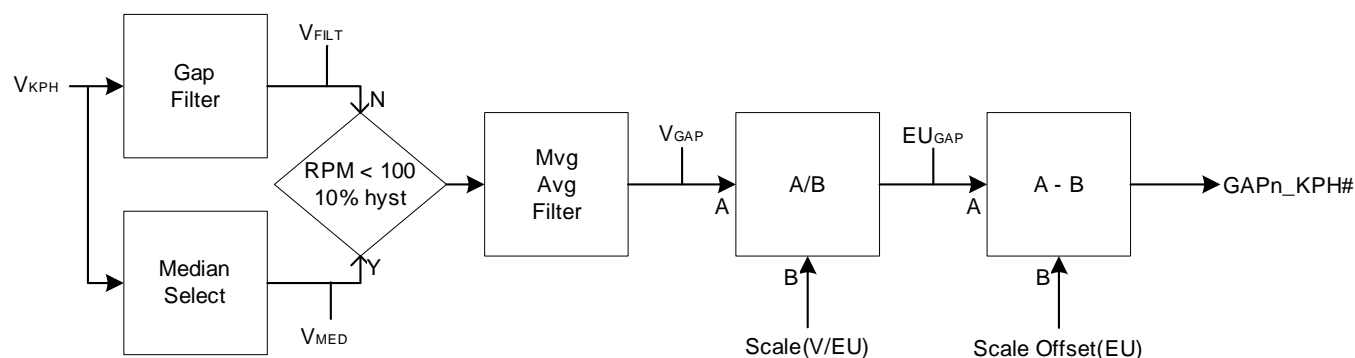 VKPH
Gap
Filter
VFILT
N
RPM < 100
10% hyst
Y
Median
Select
VMED
Mvg
Avg
Filter
VGAP
A
A/B
B
Scale(V/EU)
EUGAP
A
A - B
B
Scale Offset(EU)
GAPn_KPH#